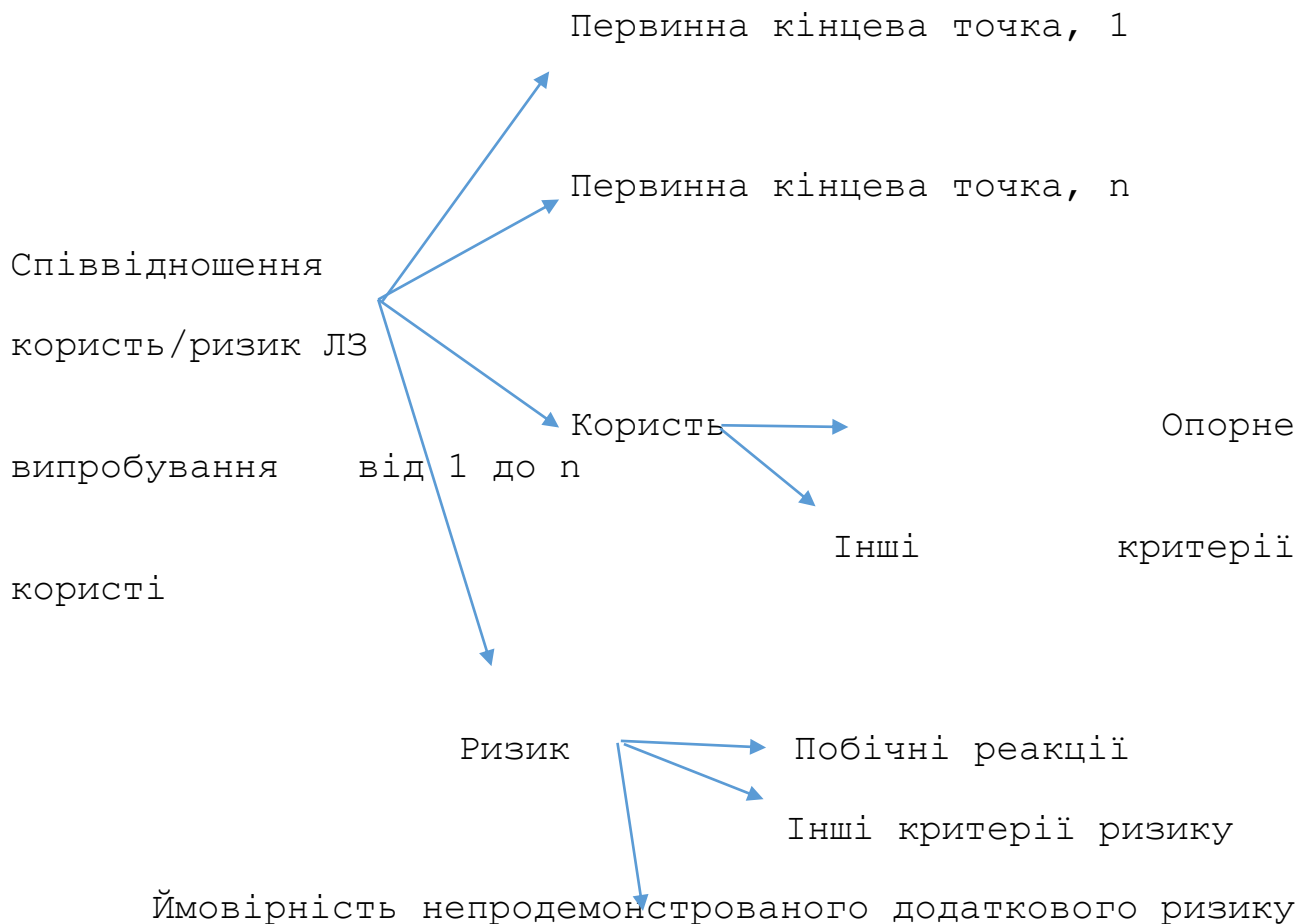 Первинна кінцева точка, 1
Первинна кінцева точка, n
Співвідношення
користь/ризик ЛЗ
Користь Опорне
випробування від 1 до n
Інші критерії
користі
Ризик Побічні реакції
Інші критерії ризику
Ймовірність непродемонстрованого додаткового ризику